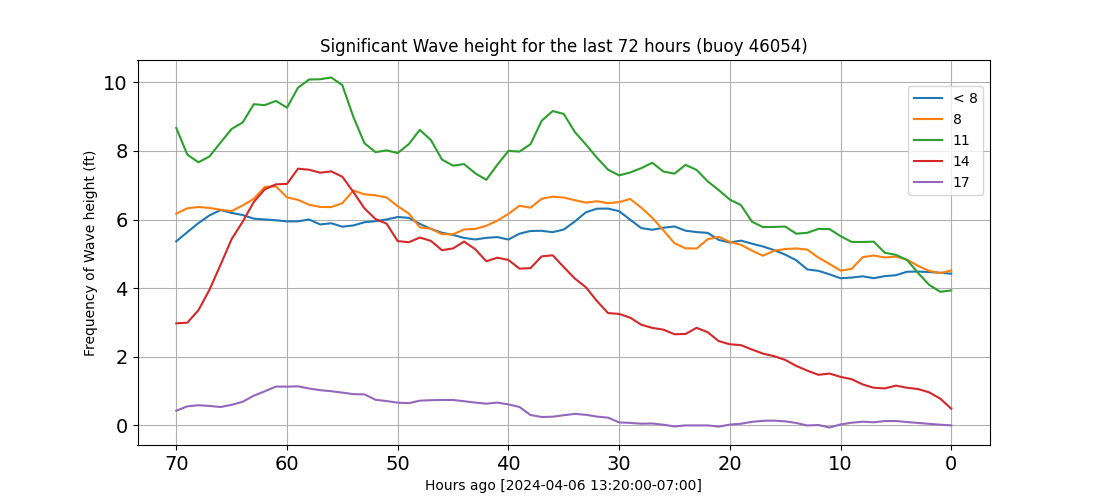 Significant Wave height for the last 72 hours (buoy 46054)
Frequency of Wave height (ft)
10
8
6
4
2
0
< 8
8
11
14
17
70 60 50 40 30 20 10 0
Hours ago [2024-04-06 13:20:00-07:00]